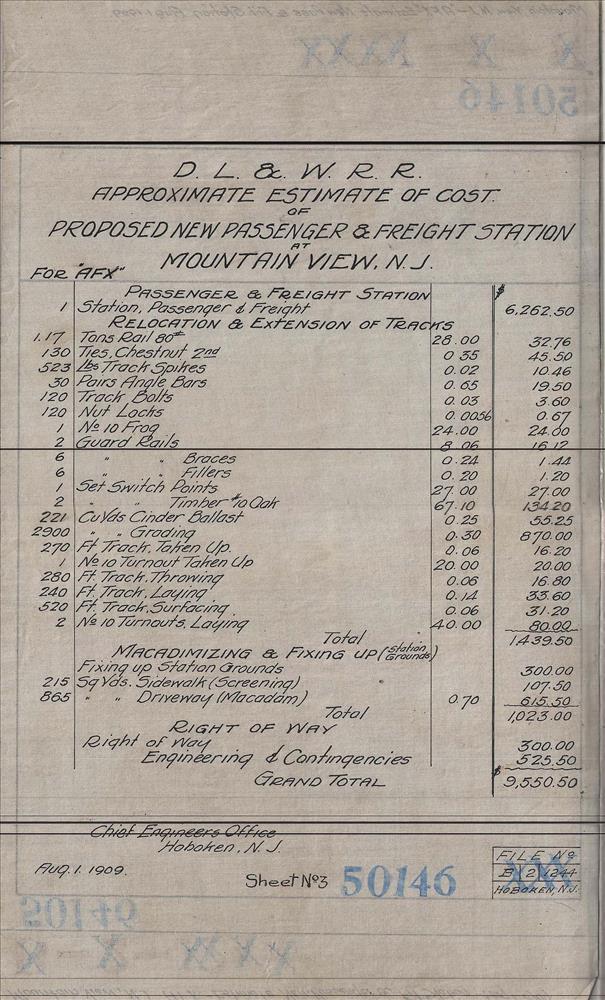 50146
D. L. & W. R. R.
APPROXIMATE ESTIMATE OF COST.
OF
PROPOSED NEW PASSENGER & FREIGHT STATION
AT
MOUNTAIN VIEW, N.J.
FOR "AFX"
PASSENGER & FREIGHT STATION $
1 Station, Passenger & Freight 6,262.50
RELOCATION & EXTENSION OF TRACKS
1.17 Tons Rail 80# 28.00 32.76
130 Ties, Chestnut 2nd 0.35 45.50
523 Lbs Track Spikes 0.02 10.46
30 Pairs Angle Bars 0.65 19.50
120 Track Bolts 0.03 3.60
120 Nut Locks 0.0056 0.67
1 No 10 Frog 24.00 24.00
2 Guard Rails 8.06 16.12
6 " " Braces 0.24 1.44
6 " " Fillers 0.20 1.20
1 Set Switch Points 27.00 27.00
2 " " Timber #10 Oak 67.10 134.20
221 Cu Yds Cinder Ballast 0.25 55.25
2900 " " Grading 0.30 870.00
270 Ft. Track, Taken Up. 0.06 16.20
1 No 10 Turnout Taken Up 20.00 20.00
280 Ft. Track, Throwing 0.06 16.80
240 Ft. Track, Laying 0.14 33.60
520 Ft. Track, Surfacing 0.06 31.20
2 No 10 Turnouts, Laying 40.00 80.00
Total 1439.50
MACADIMIZING & FIXING UP (Station Grounds)
Fixing up Station Grounds 300.00
215 Sq Yds. Sidewalk (Screening) 107.50
865 " " Driveway (Macadam) 0.70 615.50
Total 1,023.00
RIGHT OF WAY
Right of Way 300.00
Engineering & Contingencies 525.50
GRAND TOTAL $ 9,550.50
Chief Engineers Office
Hoboken, N.J.
Aug. 1. 1909.
Sheet No 3 50146
FILE No
B 2 1244
HOBOKEN, N.J.
XXX
50146
X X XXXX